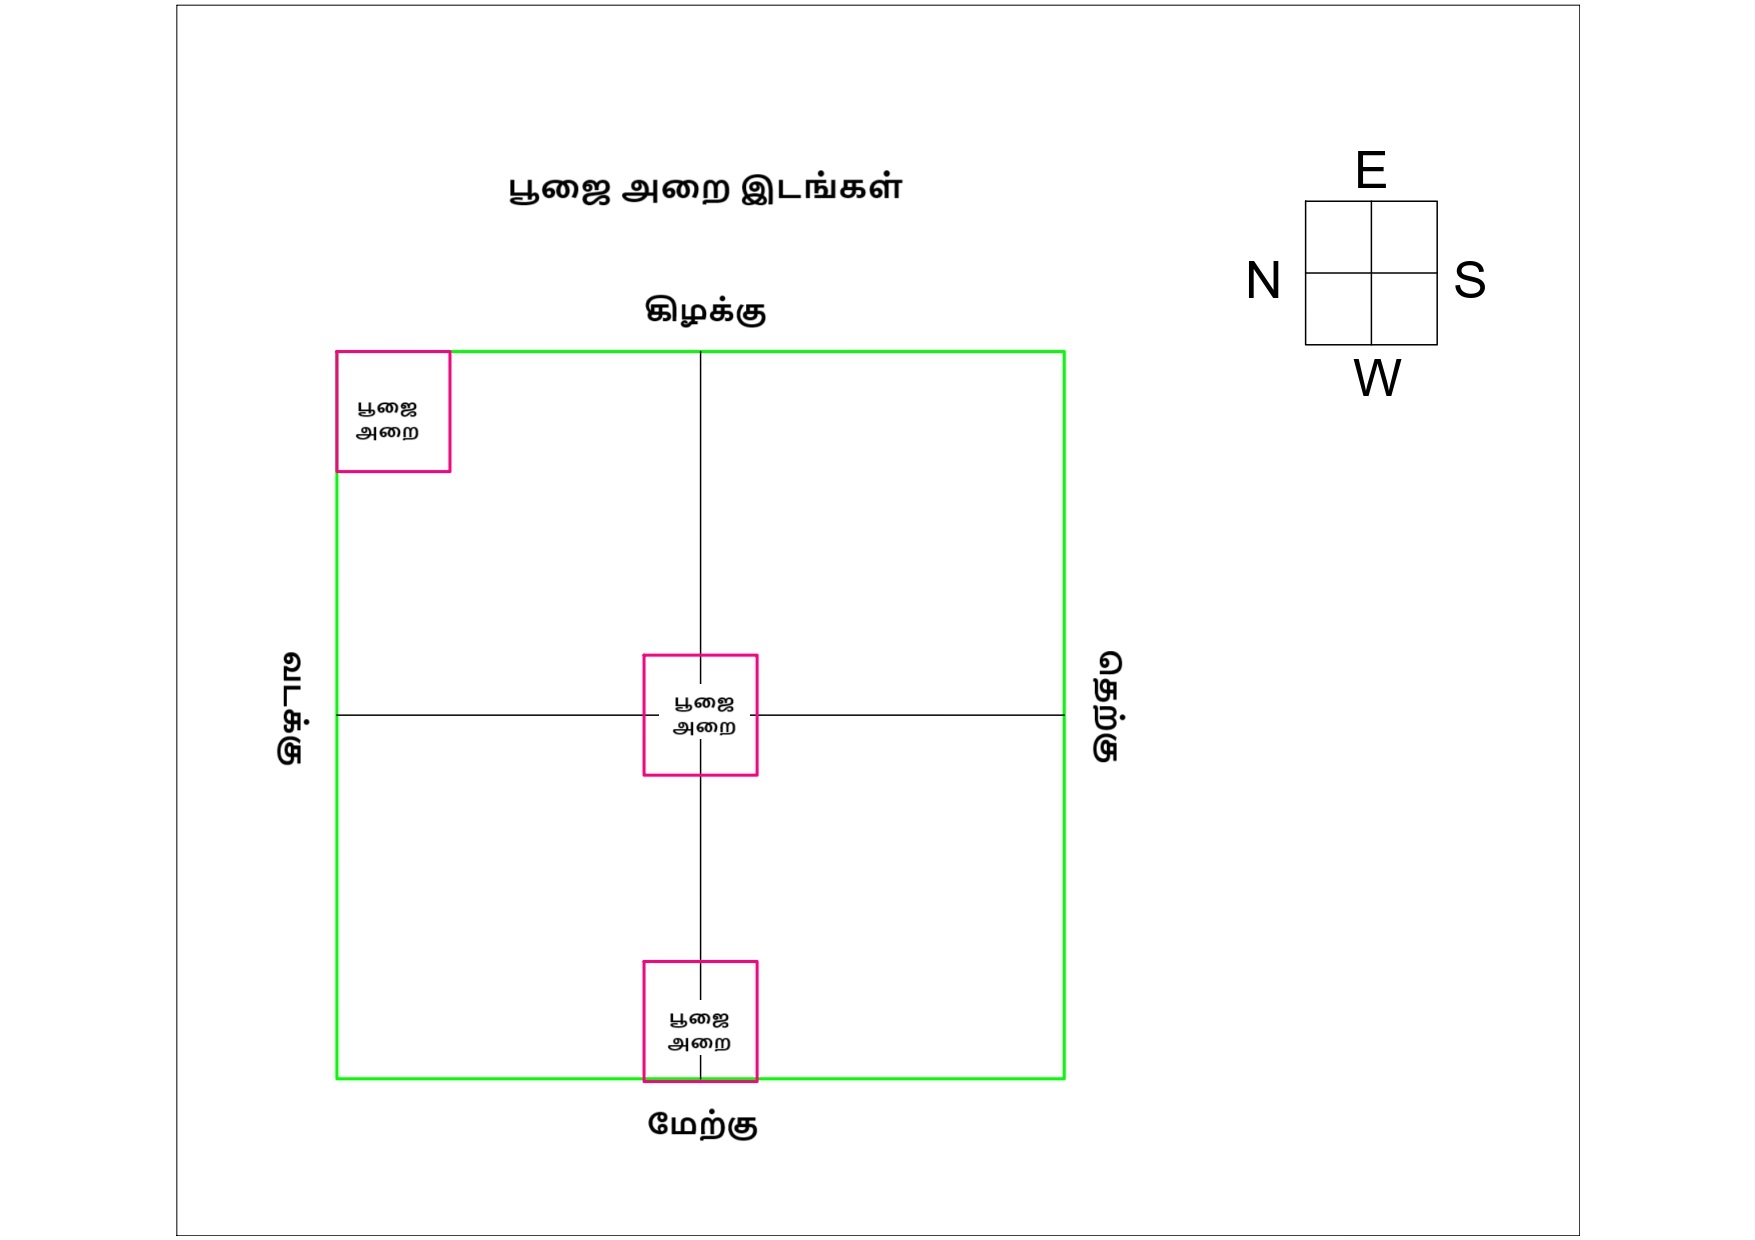 பூஜை அறை இடங்கள்
E
N
S
W
கிழக்கு
பூஜை
அறை
வடக்கு
பூஜை
அறை
தெற்கு
பூஜை
அறை
மேற்கு